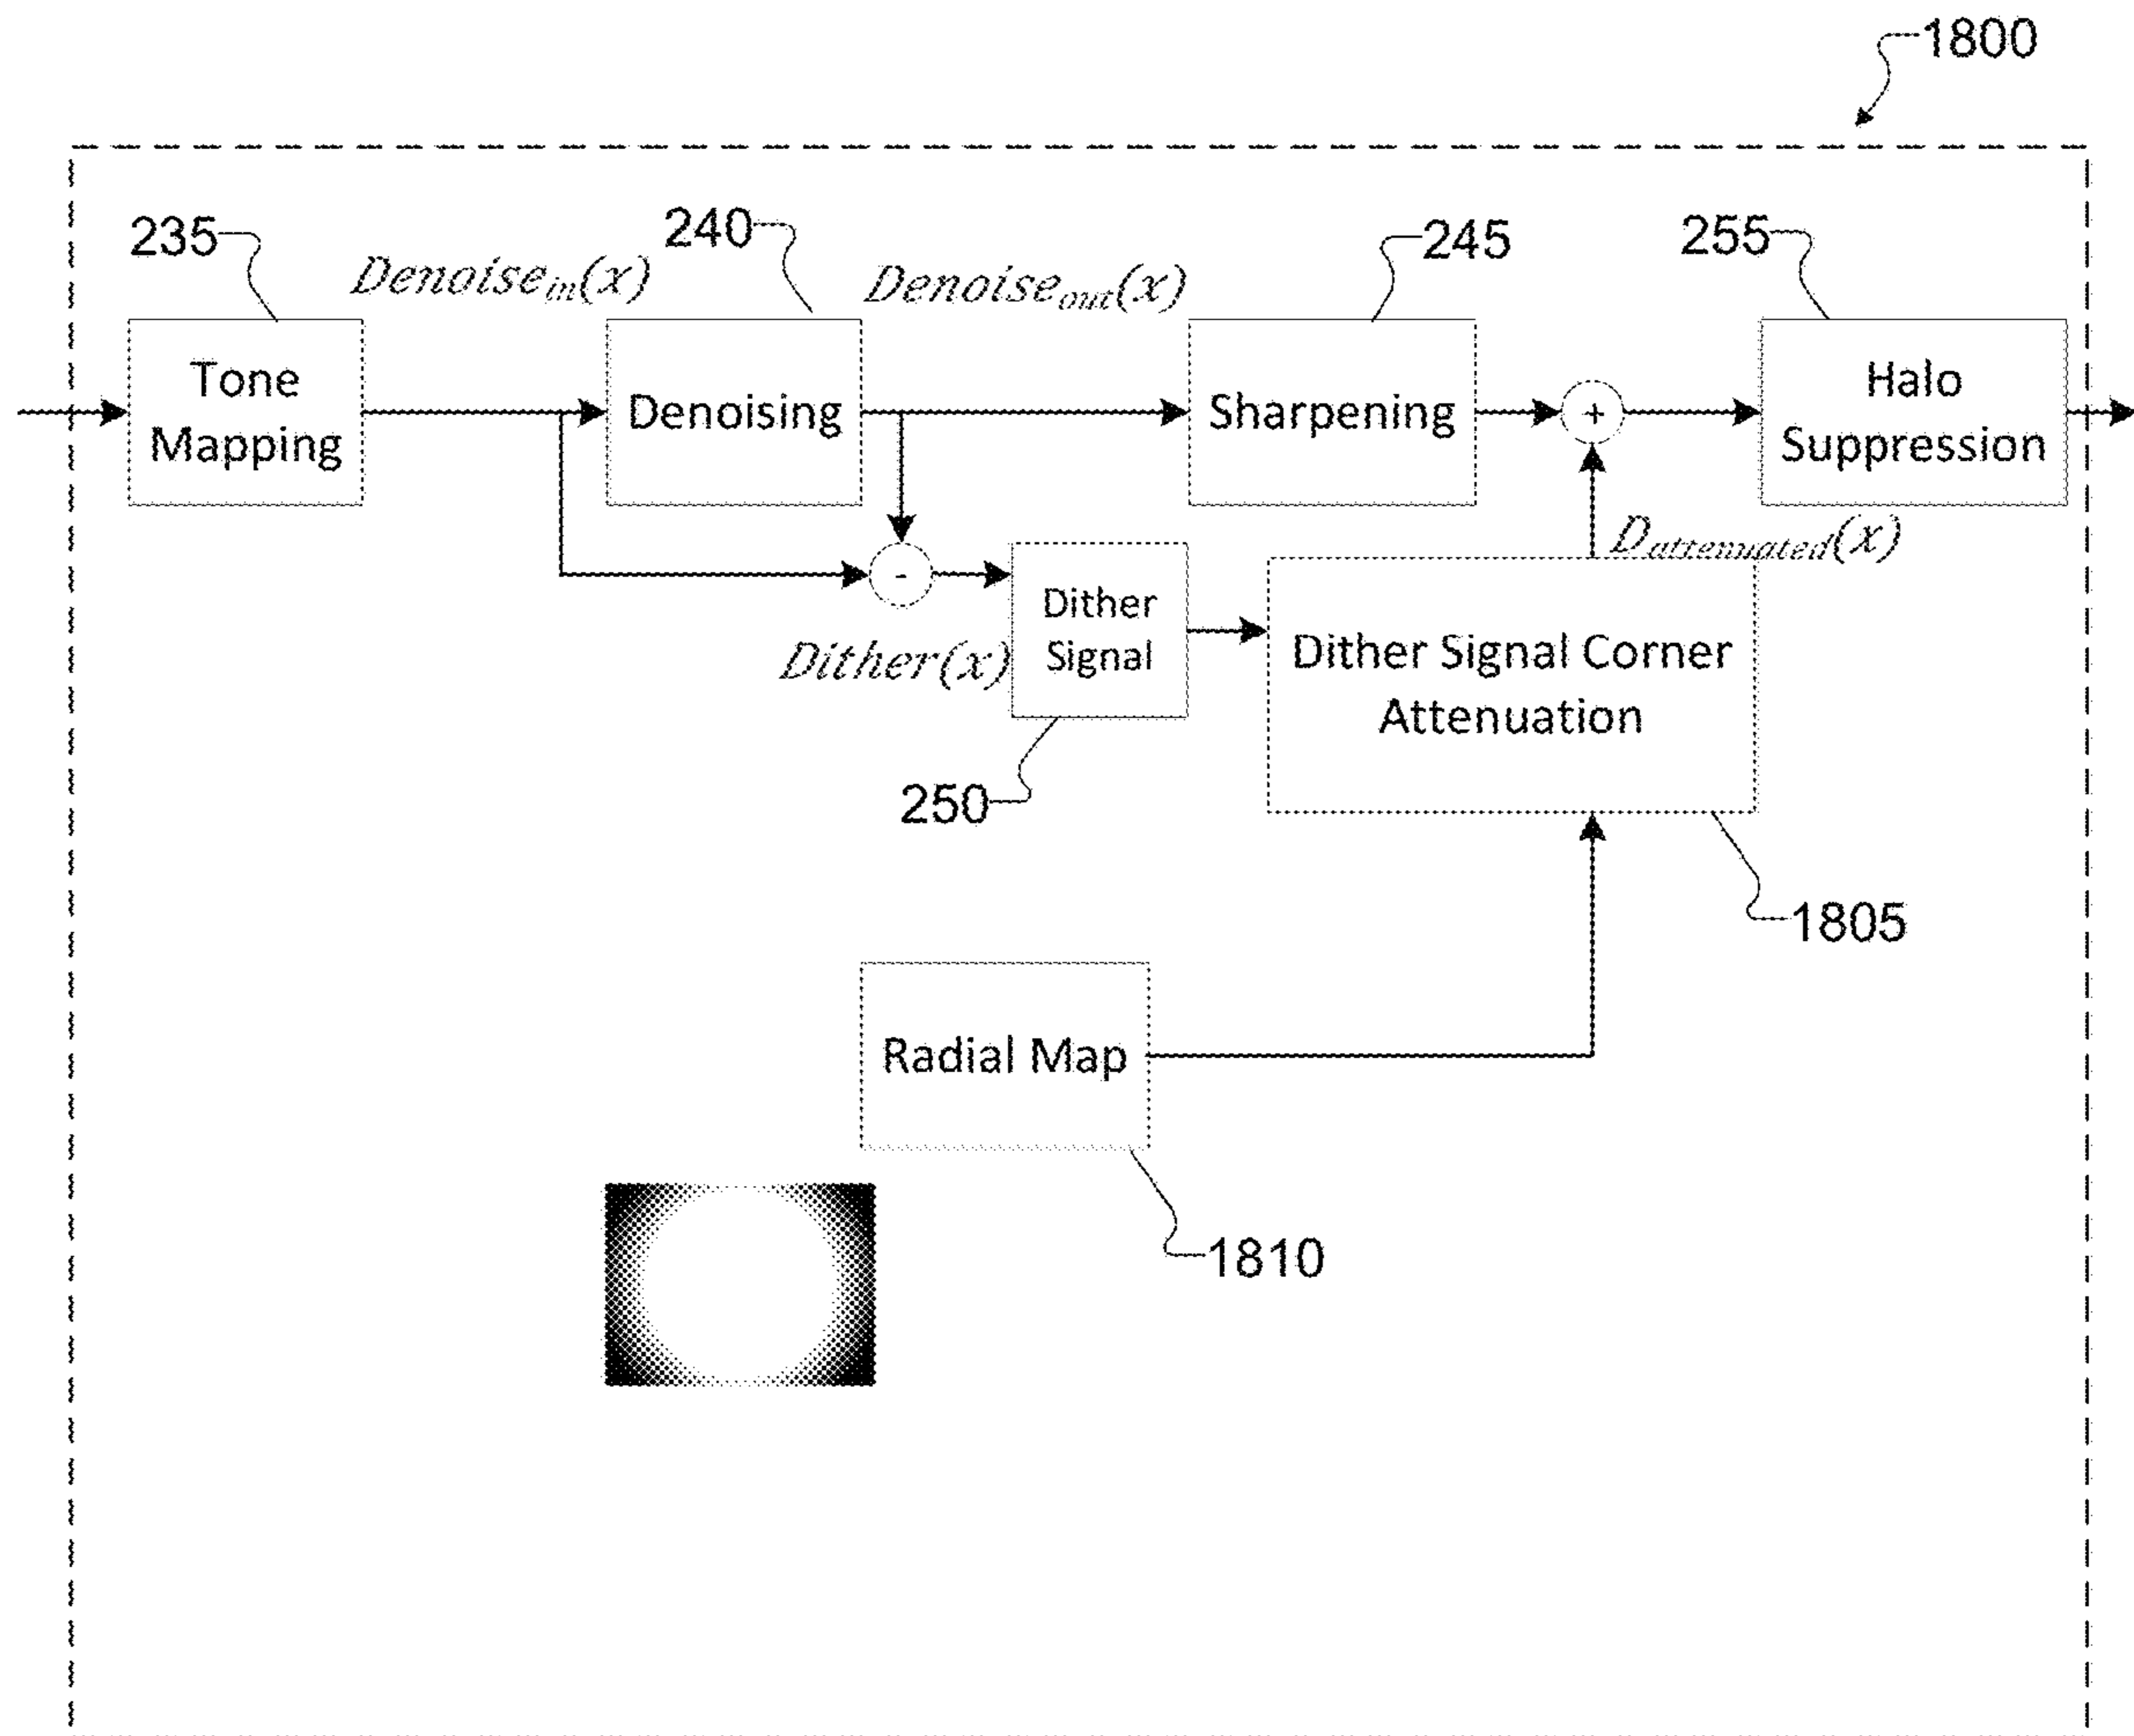 1800
235
240
245
255
Denoise_in(x)
Denoise_out(x)
Tone
Mapping
Denoising
Sharpening
+
Halo
Suppression
D_attenuated(x)
-
Dither
Signal
Dither(x)
Dither Signal Corner
Attenuation
250
1805
Radial Map
1810